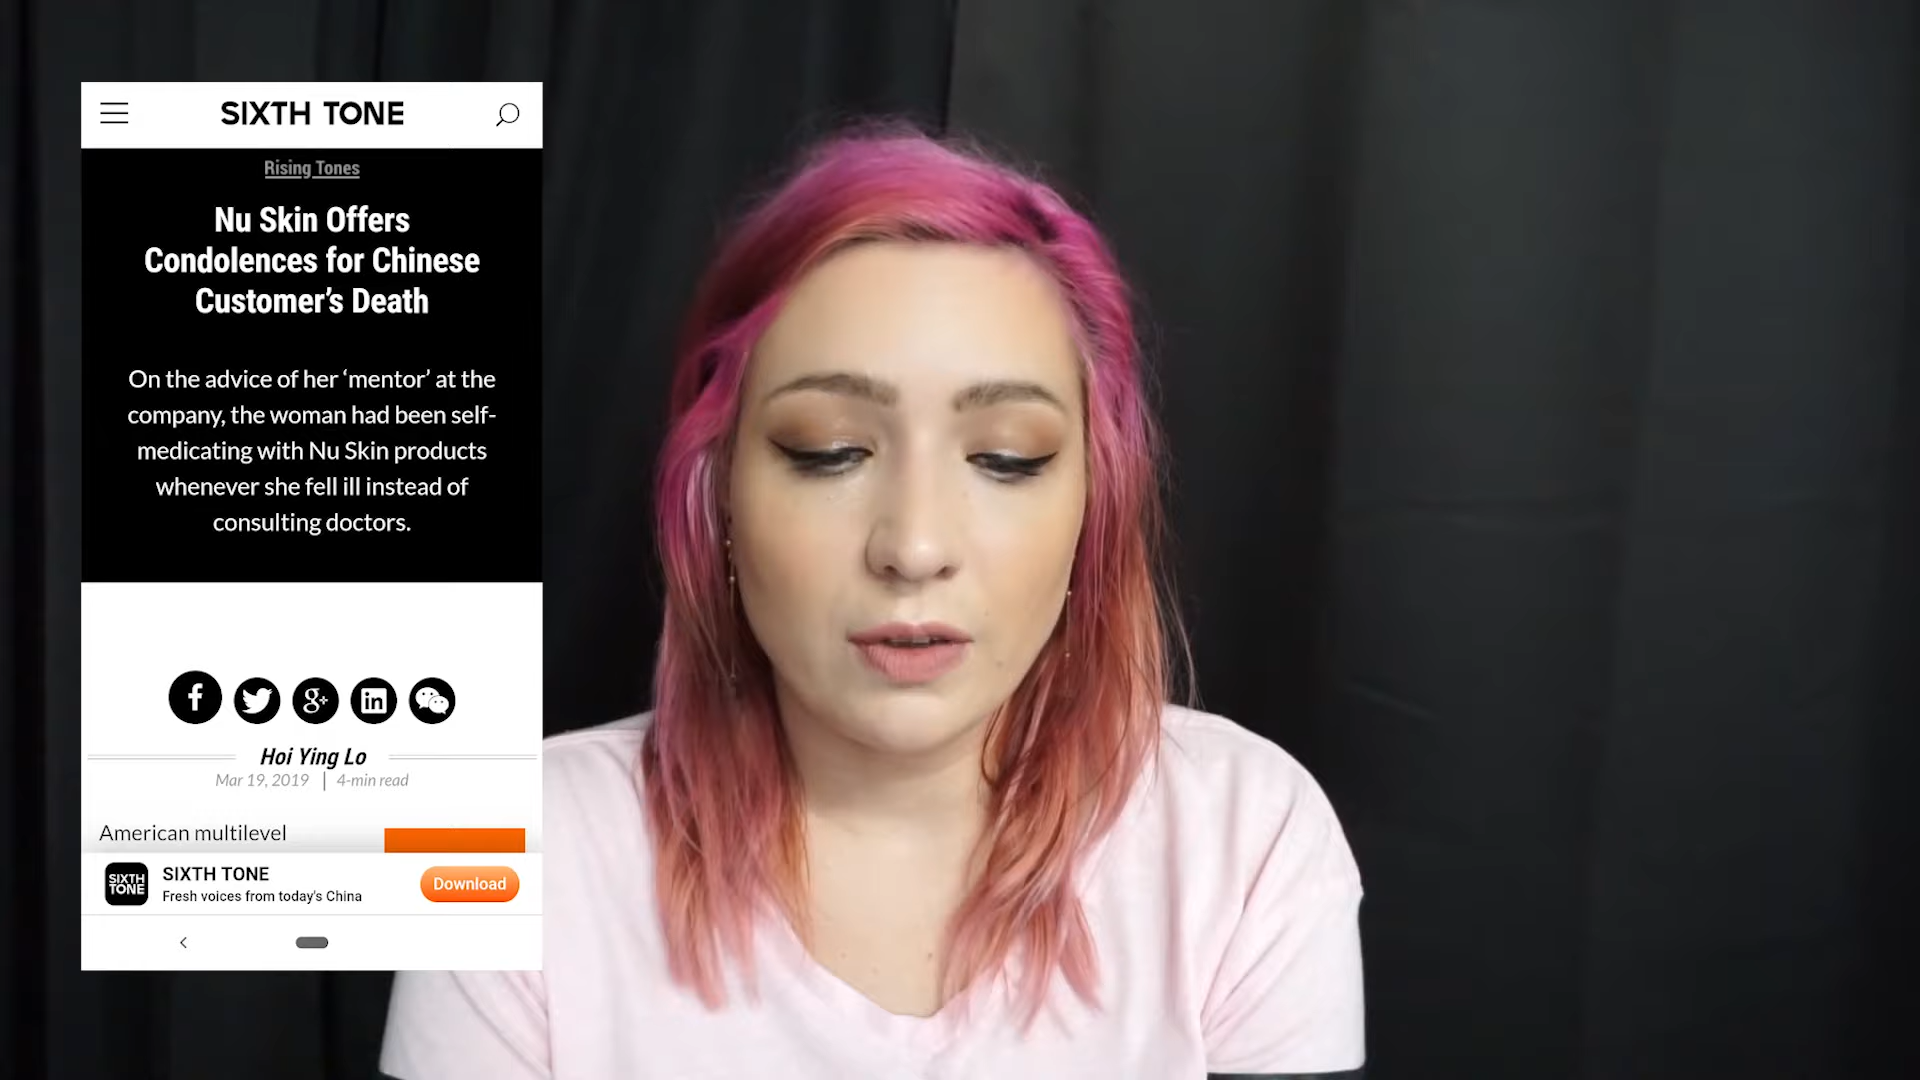 SIXTH TONE
Rising Tones
Nu Skin Offers
Condolences for Chinese
Customer's Death
On the advice of her 'mentor' at the
company, the woman had been self-
medicating with Nu Skin products
whenever she fell ill instead of
consulting doctors.
Hoi Ying Lo
Mar 19, 2019 | 4-min read
American multilevel
SIXTH TONE
SIXTH TONE
Fresh voices from today's China
Download